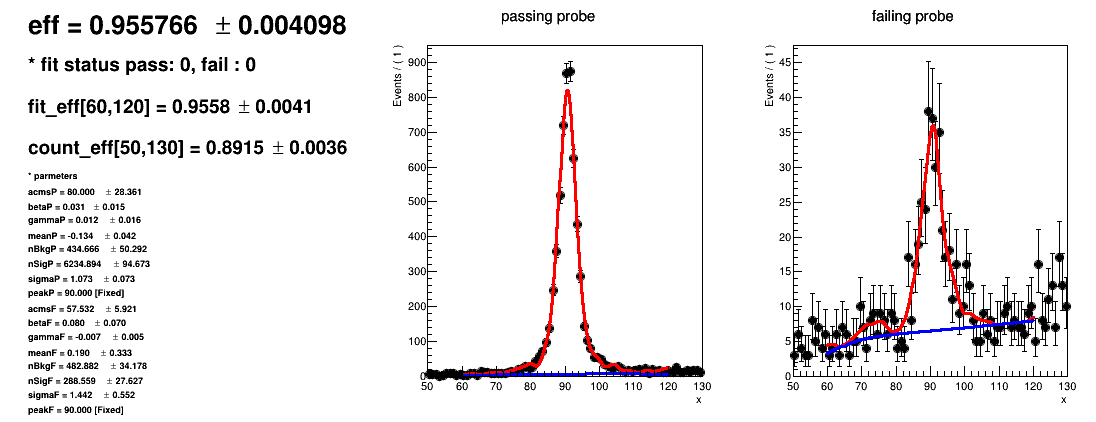 eff = 0.955766 ± 0.004098
* fit status pass: 0, fail : 0
fit_eff[60,120] = 0.9558 ± 0.0041
count_eff[50,130] = 0.8915 ± 0.0036
* parmeters
acmsP = 80.000 ± 28.361
betaP = 0.031 ± 0.015
gammaP = 0.012 ± 0.016
meanP = -0.134 ± 0.042
nBkgP = 434.666 ± 50.292
nSigP = 6234.894 ± 94.673
sigmaP = 1.073 ± 0.073
peakP = 90.000 [Fixed]
acmsF = 57.532 ± 5.921
betaF = 0.080 ± 0.070
gammaF = -0.007 ± 0.005
meanF = 0.190 ± 0.333
nBkgF = 482.882 ± 34.178
nSigF = 288.559 ± 27.627
sigmaF = 1.442 ± 0.552
peakF = 90.000 [Fixed]
passing probe
Events / ( 1 )
900
800
700
600
500
400
300
200
100
0
50 60 70 80 90 100 110 120 130
x
failing probe
Events / ( 1 )
45
40
35
30
25
20
15
10
5
0
50 60 70 80 90 100 110 120 130
x